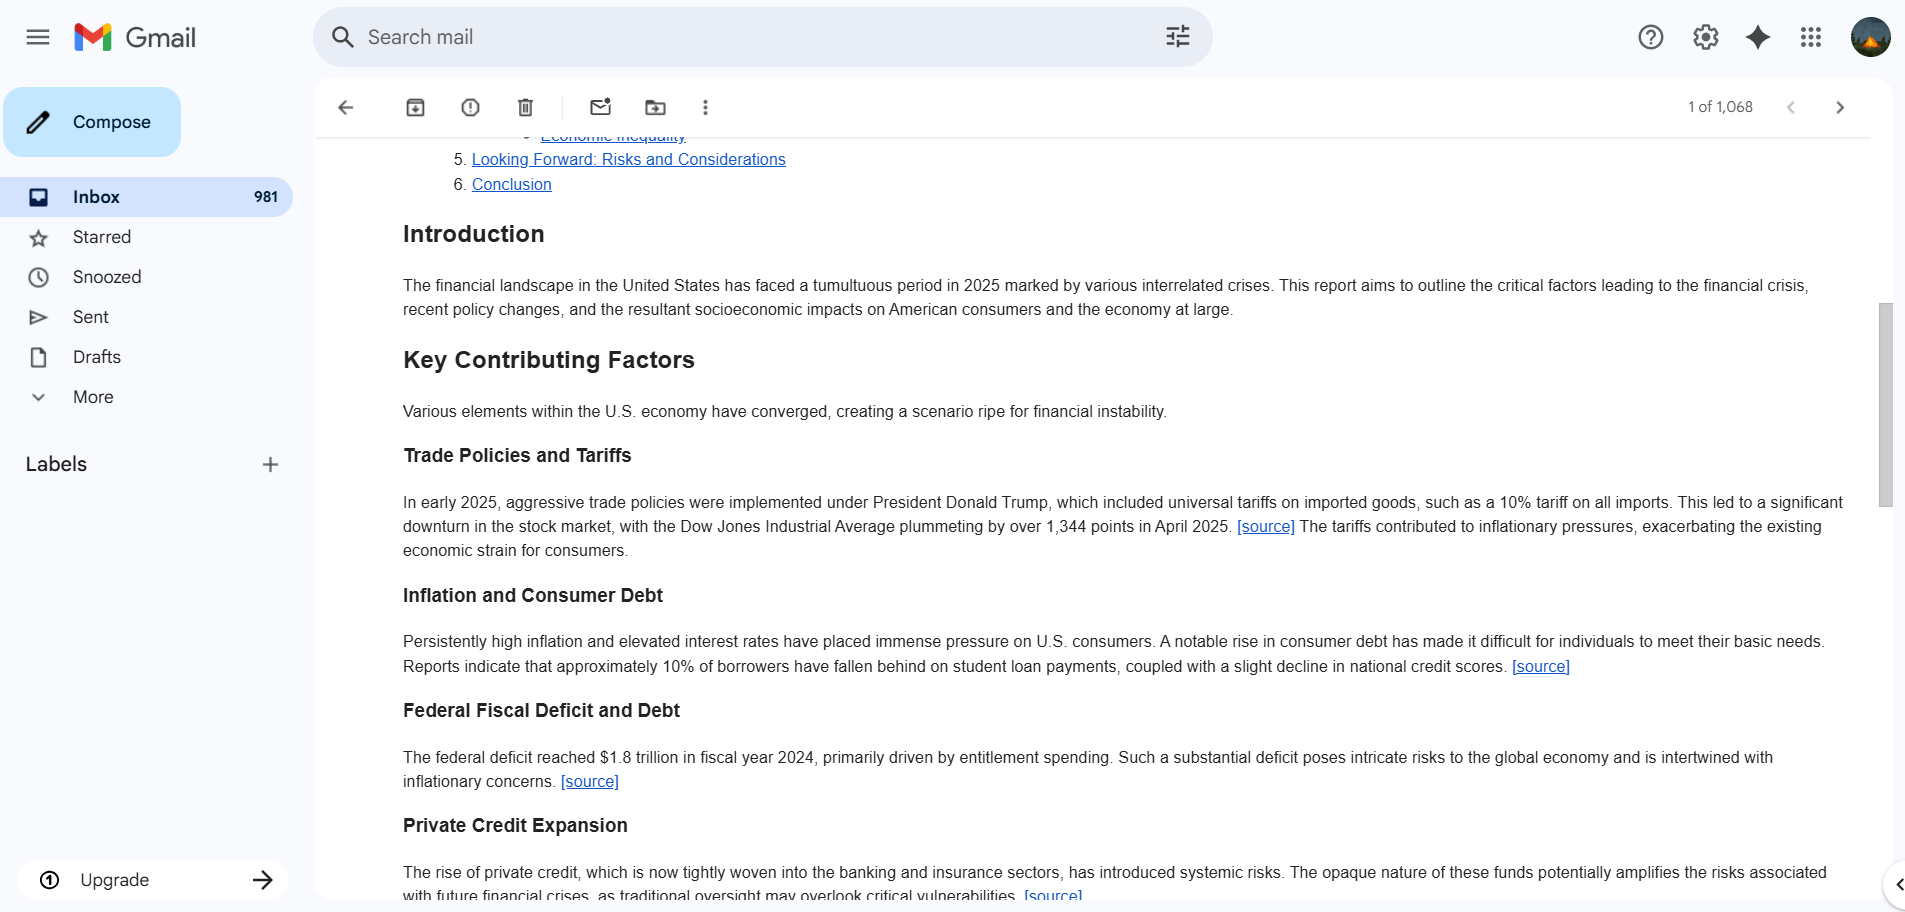 Gmail
Search mail
Compose
1 of 1,068
Inbox 981
Starred
Snoozed
Sent
Drafts
More
Labels
Upgrade
Economic Inequality
5. Looking Forward: Risks and Considerations
6. Conclusion
Introduction
The financial landscape in the United States has faced a tumultuous period in 2025 marked by various interrelated crises. This report aims to outline the critical factors leading to the financial crisis,
recent policy changes, and the resultant socioeconomic impacts on American consumers and the economy at large.
Key Contributing Factors
Various elements within the U.S. economy have converged, creating a scenario ripe for financial instability.
Trade Policies and Tariffs
In early 2025, aggressive trade policies were implemented under President Donald Trump, which included universal tariffs on imported goods, such as a 10% tariff on all imports. This led to a significant
downturn in the stock market, with the Dow Jones Industrial Average plummeting by over 1,344 points in April 2025. [source] The tariffs contributed to inflationary pressures, exacerbating the existing
economic strain for consumers.
Inflation and Consumer Debt
Persistently high inflation and elevated interest rates have placed immense pressure on U.S. consumers. A notable rise in consumer debt has made it difficult for individuals to meet their basic needs.
Reports indicate that approximately 10% of borrowers have fallen behind on student loan payments, coupled with a slight decline in national credit scores. [source]
Federal Fiscal Deficit and Debt
The federal deficit reached $1.8 trillion in fiscal year 2024, primarily driven by entitlement spending. Such a substantial deficit poses intricate risks to the global economy and is intertwined with
inflationary concerns. [source]
Private Credit Expansion
The rise of private credit, which is now tightly woven into the banking and insurance sectors, has introduced systemic risks. The opaque nature of these funds potentially amplifies the risks associated
with future financial crises, as traditional oversight may overlook critical vulnerabilities. [source]